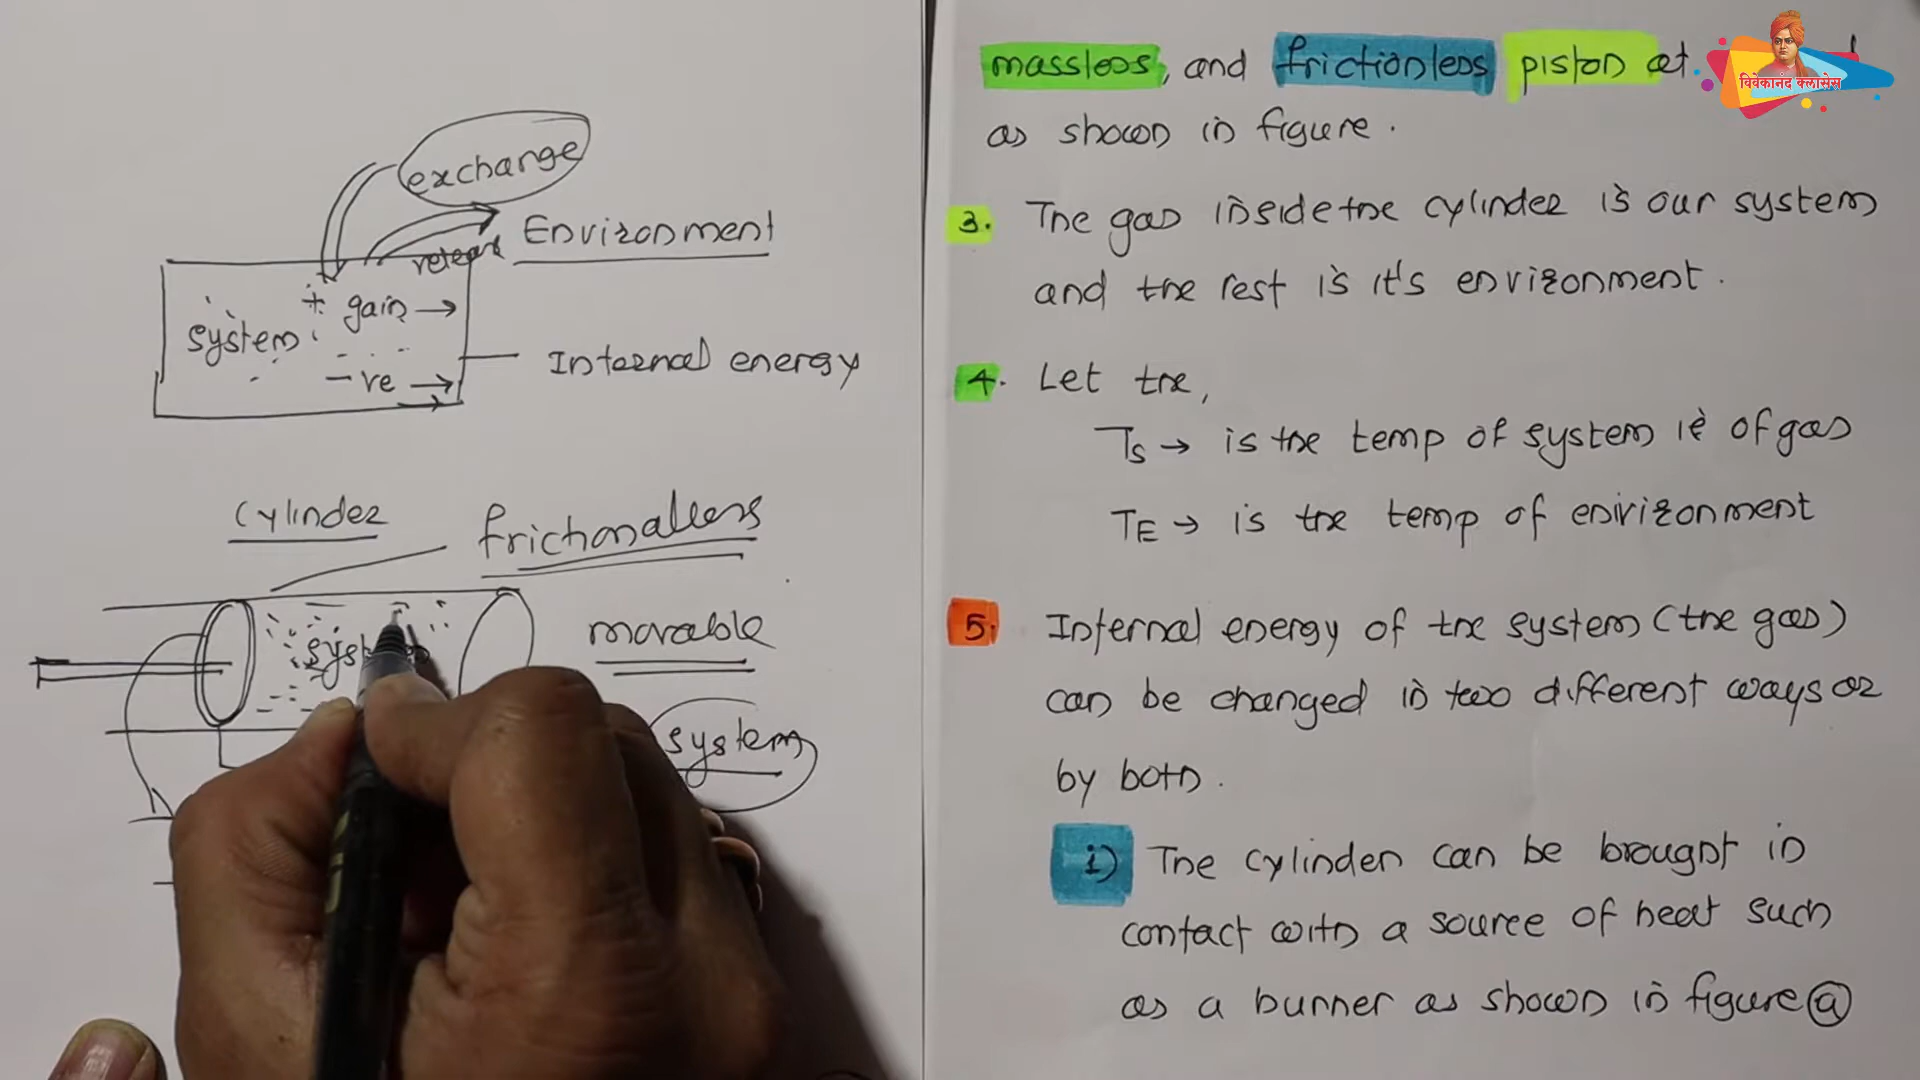 exchange
Environment
+ gain →
system
Internal energy
- ve →
Cylinder
frictionalless
movable
system
massless, and frictionless piston at
as shown in figure.
3. The gas inside the cylinder is our system
and the rest is it's environment.
4. Let the,
Ts → is the temp of system ie of gas
TE → is the temp of environment
5. Internal energy of the system (the gas)
can be changed in two different ways or
by both.
i) The cylinder can be brought in
contact with a source of heat such
as a bunner as shown in figure ⓐ
विवेकानंद क्लासेस